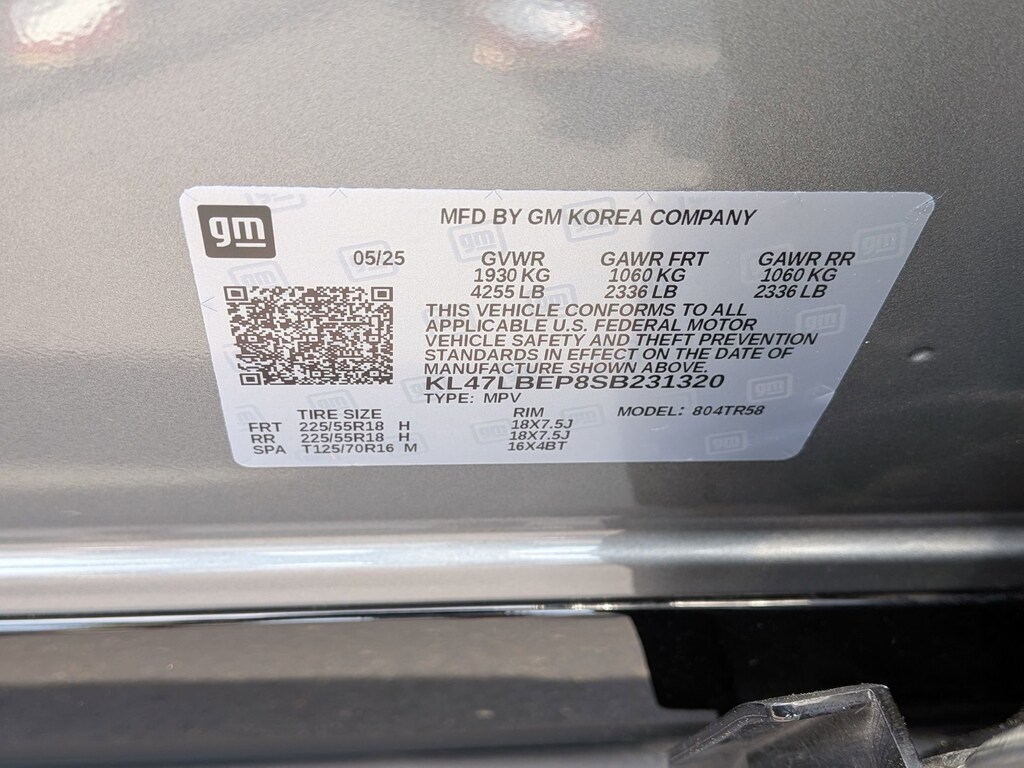 gm
MFD BY GM KOREA COMPANY
05/25 GVWR GAWR FRT GAWR RR
1930 KG 1060 KG 1060 KG
4255 LB 2336 LB 2336 LB
THIS VEHICLE CONFORMS TO ALL
APPLICABLE U.S. FEDERAL MOTOR
VEHICLE SAFETY AND THEFT PREVENTION
STANDARDS IN EFFECT ON THE DATE OF
MANUFACTURE SHOWN ABOVE.
KL47LBEP8SB231320
TYPE: MPV
TIRE SIZE RIM MODEL: 804TR58
FRT 225/55R18 H 18X7.5J
RR 225/55R18 H 18X7.5J
SPA T125/70R16 M 16X4BT